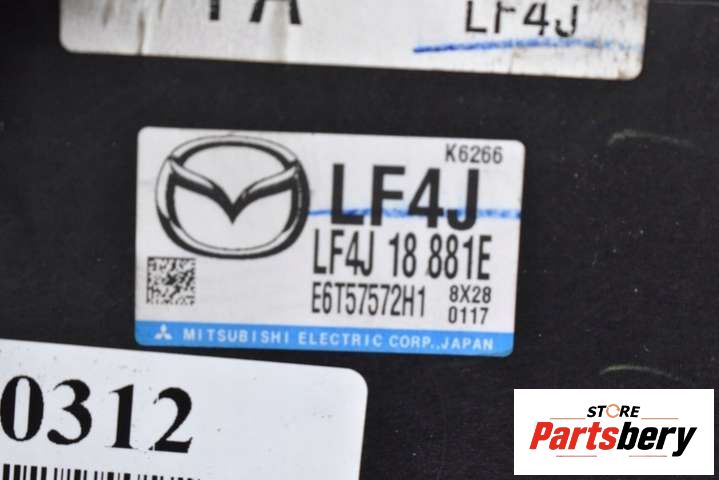 LF4J
K6266
LF4J
LF4J 18 881E
E6T57572H1 8X28
0117
MITSUBISHI ELECTRIC CORP.,JAPAN
0312
STORE
Partsbery